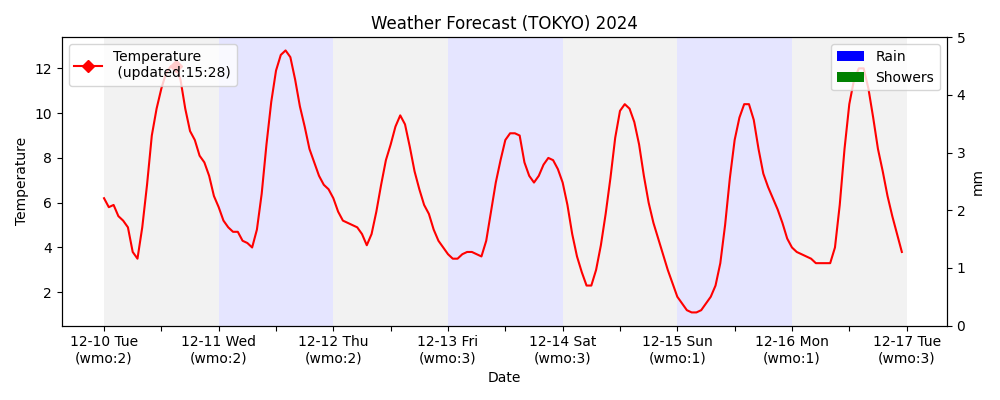 Weather Forecast (TOKYO) 2024
Temperature
(updated:15:28)
Rain
Showers
12
10
8
6
4
2
Temperature
5
4
3
2
1
0
mm
12-10 Tue
(wmo:2)
12-11 Wed
(wmo:2)
12-12 Thu
(wmo:2)
12-13 Fri
(wmo:3)
12-14 Sat
(wmo:3)
12-15 Sun
(wmo:1)
12-16 Mon
(wmo:1)
12-17 Tue
(wmo:3)
Date